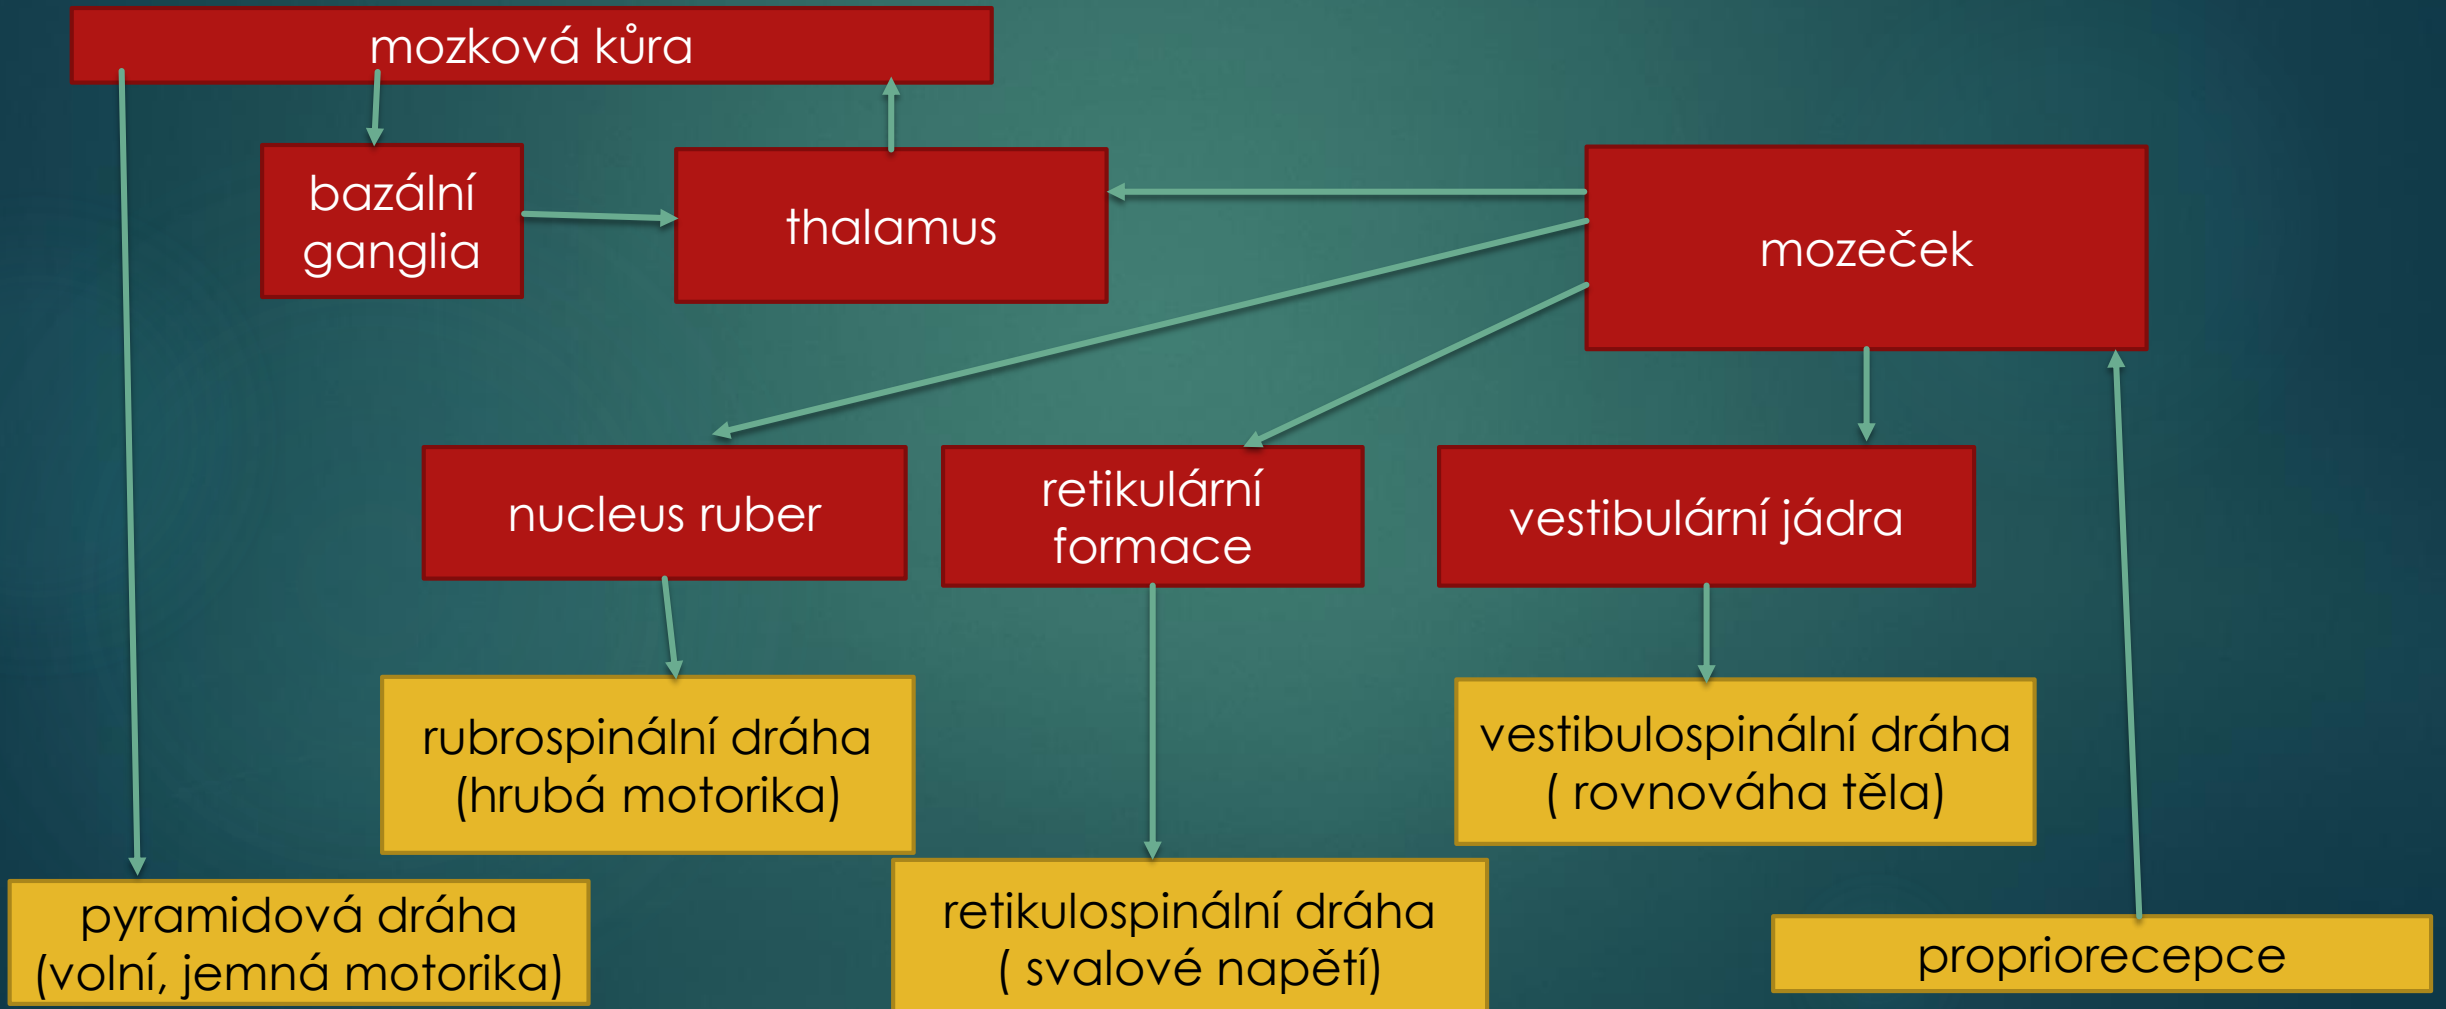 mozková kůra
bazální
ganglia
thalamus
mozeček
nucleus ruber
retikulární
formace
vestibulární jádra
rubrospinální dráha
(hrubá motorika)
vestibulospinální dráha
( rovnováha těla)
pyramidová dráha
(volní, jemná motorika)
retikulospinální dráha
( svalové napětí)
propriorecepce